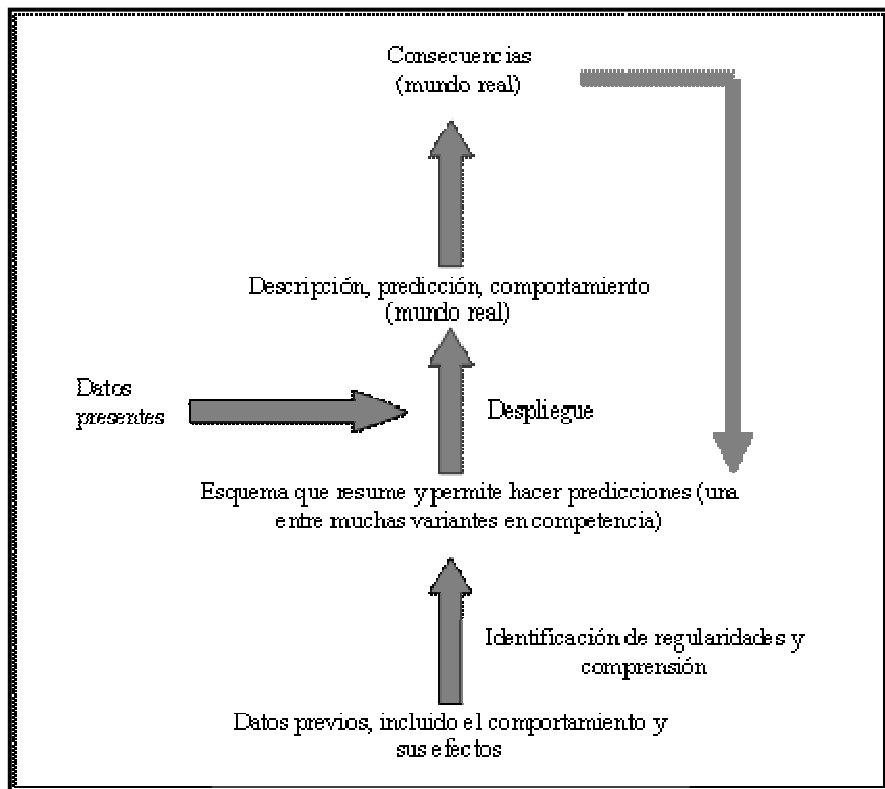 Consecuencias
(mundo real)
Descripción, predicción, comportamiento
(mundo real)
Datos
presentes
Despliegue
Esquema que resume y permite hacer predicciones (una
entre muchas variantes en competencia)
Identificación de regularidades y
comprensión
Datos previos, incluido el comportamiento y
sus efectos